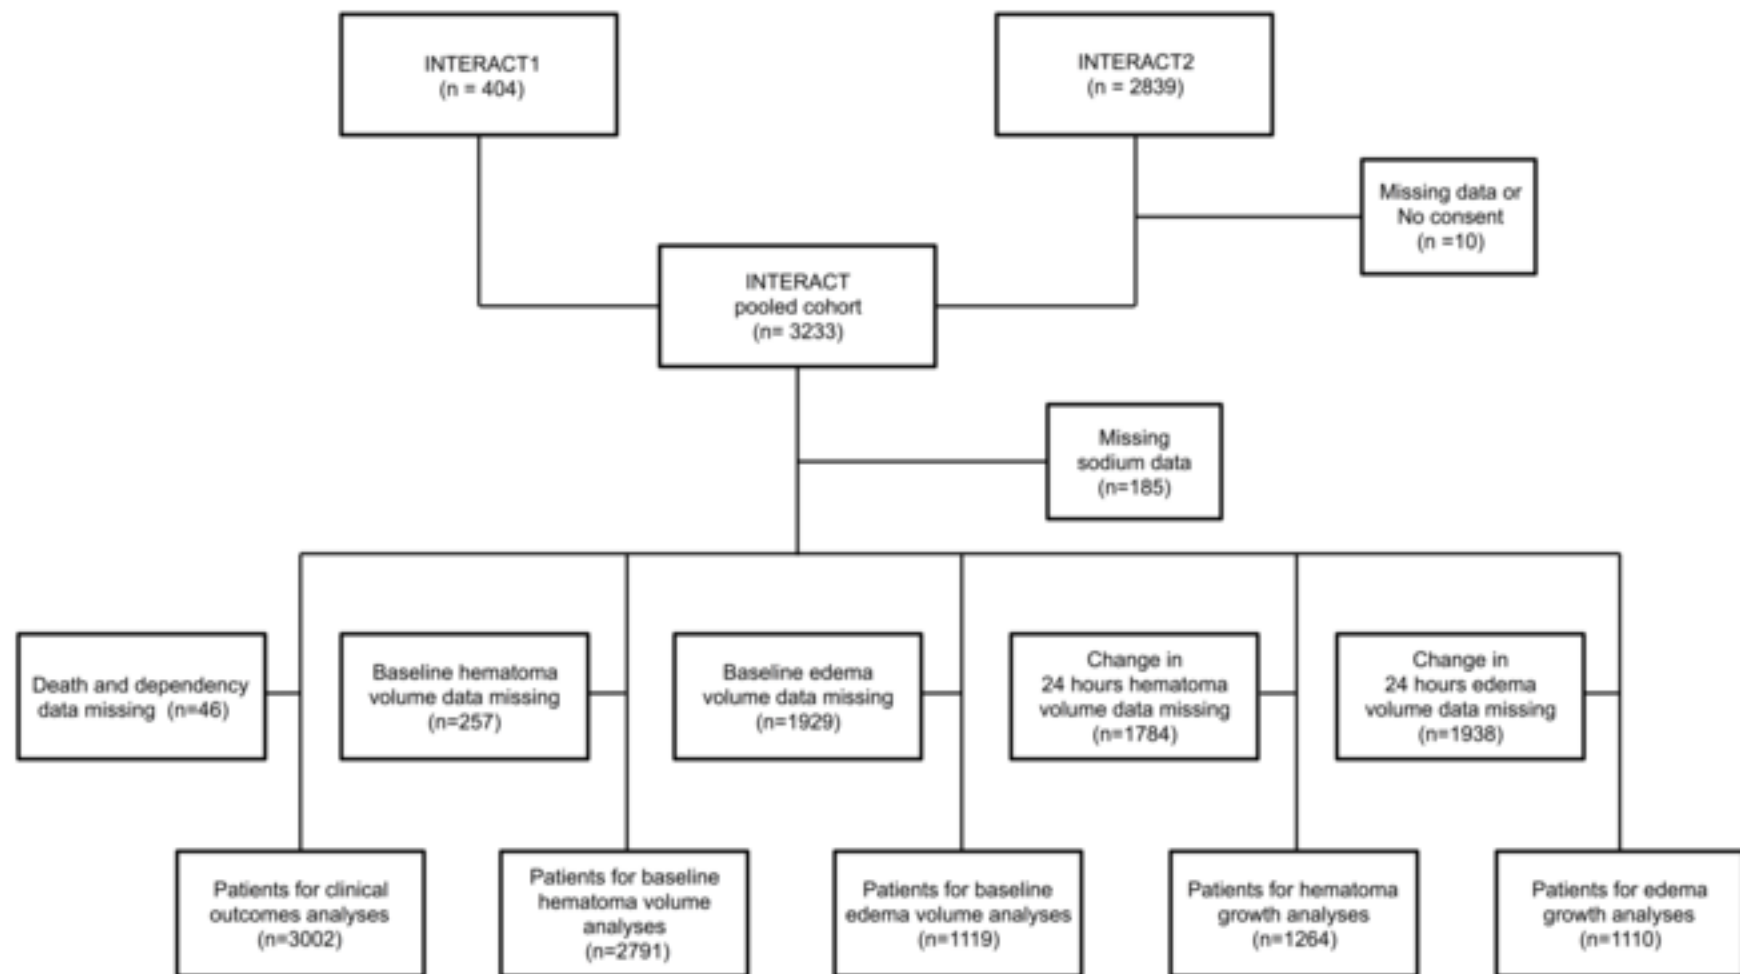 INTERACT1
(n = 404)
INTERACT2
(n = 2839)
Missing data or
No consent
(n =10)
INTERACT
pooled cohort
(n= 3233)
Missing
sodium data
(n=185)
Death and dependency
data missing (n=46)
Baseline hematoma
volume data missing
(n=257)
Baseline edema
volume data missing
(n=1929)
Change in
24 hours hematoma
volume data missing
(n=1784)
Change in
24 hours edema
volume data missing
(n=1938)
Patients for clinical
outcomes analyses
(n=3002)
Patients for baseline
hematoma volume
analyses
(n=2791)
Patients for baseline
edema volume analyses
(n=1119)
Patients for hematoma
growth analyses
(n=1264)
Patients for edema
growth analyses
(n=1110)